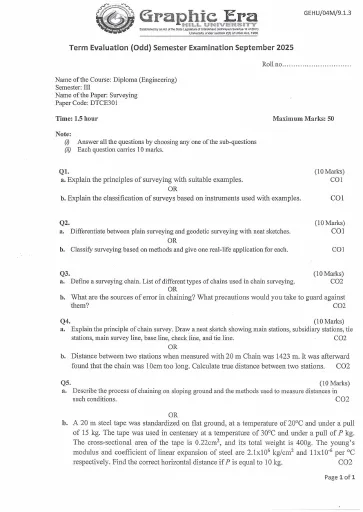 GEHU/04M/9.1.3
Graphic Era
HILL UNIVERSITY
Term Evaluation (Odd) Semester Examination September 2025
Roll no..............................
Name of the Course: Diploma (Engineering)
Semester: III
Name of the Paper: Surveying
Paper Code: DTCE301
Time: 1.5 hour Maximum Marks: 50
Note:
(i) Answer all the questions by choosing any one of the sub-questions
(ii) Each question carries 10 marks.
Q1. (10 Marks)
a. Explain the principles of surveying with suitable examples. CO1
OR
b. Explain the classification of surveys based on instruments used with examples. CO1
Q2. (10 Marks)
a. Differentiate between plain surveying and geodetic surveying with neat sketches. CO1
OR
b. Classify surveying based on methods and give one real-life application for each. CO1
Q3. (10 Marks)
a. Define a surveying chain. List of different types of chains used in chain surveying. CO2
OR
b. What are the sources of error in chaining? What precautions would you take to guard against
them? CO2
Q4. (10 Marks)
a. Explain the principle of chain survey. Draw a neat sketch showing main stations, subsidiary stations, tie
stations, main survey line, base line, check line, and tie line. CO2
OR
b. Distance between two stations when measured with 20 m Chain was 1423 m. It was afterward
found that the chain was 10cm too long. Calculate true distance between two stations. CO2
Q5. (10 Marks)
a. Describe the process of chaining on sloping ground and the methods used to measure distances in
such conditions. CO2
OR
b. A 20 m steel tape was standardized on flat ground, at a temperature of 20°C and under a pull
of 15 kg. The tape was used in centenary at a temperature of 30°C and under a pull of P kg.
The cross-sectional area of the tape is 0.22cm², and its total weight is 400g. The young's
modulus and coefficient of linear expansion of steel are 2.1x10⁶ kg/cm² and 11x10⁻⁶ per °C
respectively. Find the correct horizontal distance if P is equal to 10 kg. CO2
Page 1 of 1